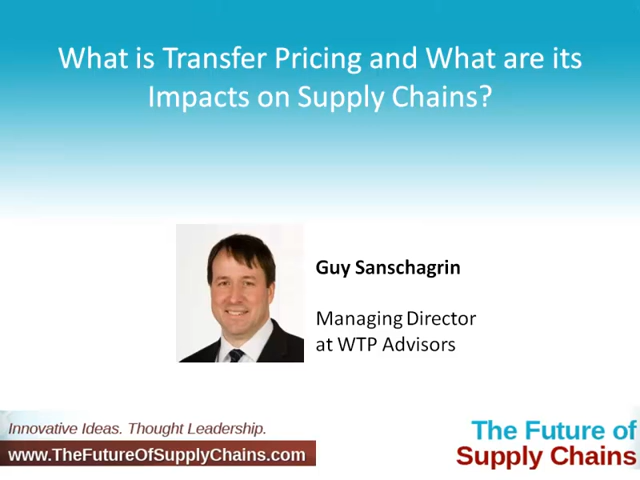 What is Transfer Pricing and What are its
Impacts on Supply Chains?
Guy Sanschagrin
Managing Director
at WTP Advisors
Innovative Ideas. Thought Leadership.
www.TheFutureOfSupplyChains.com
The Future of
Supply Chains